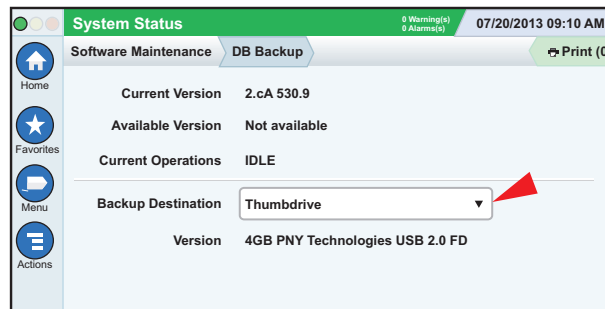 System Status
0 Warning(s)
0 Alarms(s)
07/20/2013 09:10 AM
Software Maintenance DB Backup Print (0
Home
Current Version 2.cA 530.9
Available Version Not available
Favorites
Current Operations IDLE
Menu
Backup Destination Thumbdrive
Version 4GB PNY Technologies USB 2.0 FD
Actions